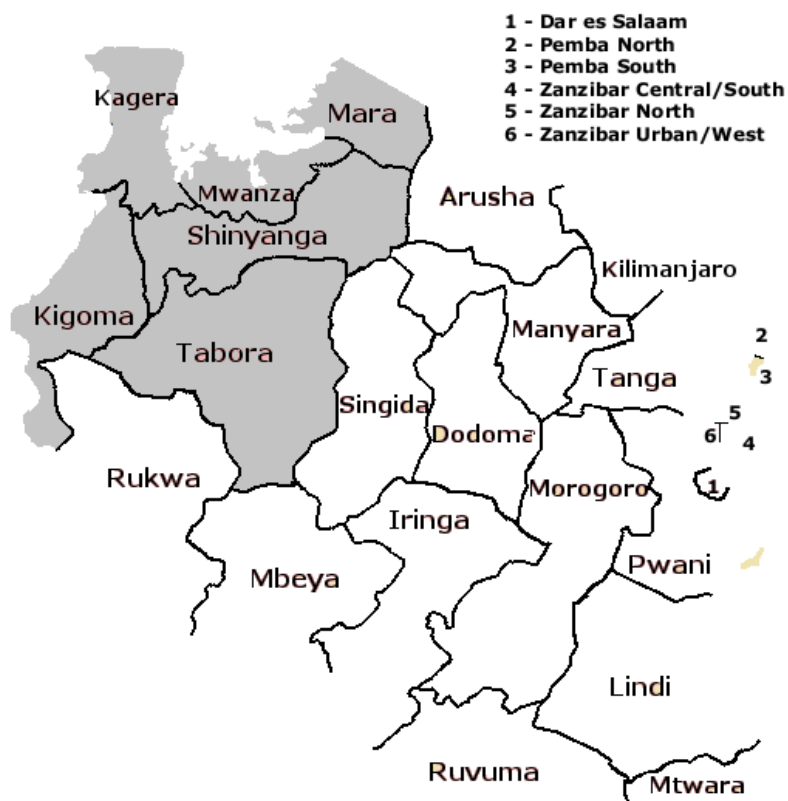 1 - Dar es Salaam
2 - Pemba North
3 - Pemba South
4 - Zanzibar Central/South
5 - Zanzibar North
6 - Zanzibar Urban/West
Kagera
Mara
Mwanza
Arusha
Shinyanga
Kilimanjaro
Kigoma
Manyara
2
Tabora
3
Tanga
Singida
5
Dodoma
6
4
Rukwa
Morogoro
1
Iringa
Pwani
Mbeya
Lindi
Ruvuma
Mtwara